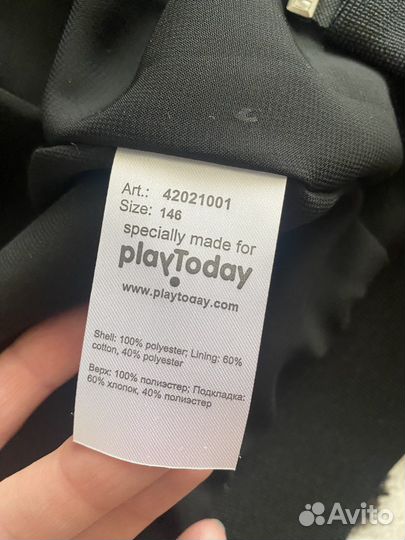 Art.: 42021001
Size: 146
specially made for
playToday
www.playtoday.com
Shell: 100% polyester; Lining: 60%
cotton, 40% polyester
Верх: 100% полиэстер; Подкладка:
60% хлопок, 40% полиэстер
Avito